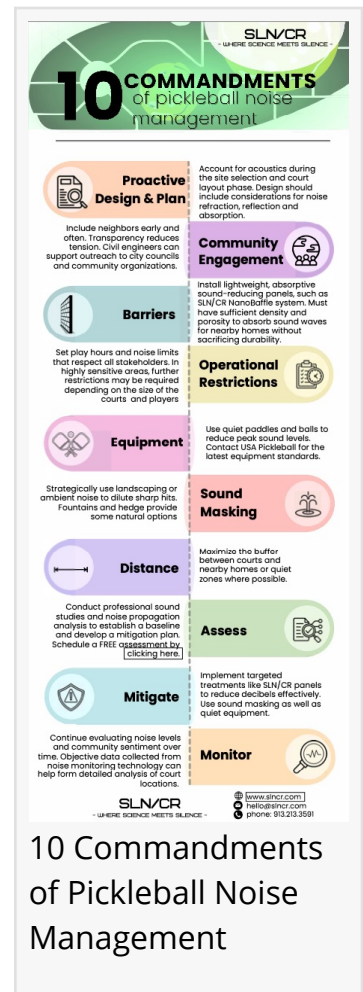 SLN/CR
- WHERE SCIENCE MEETS SILENCE -
10 COMMANDMENTS
of pickleball noise
management
Proactive
Design & Plan
Account for acoustics during
the site selection and court
layout phase. Design should
include considerations for noise
refraction, reflection and
absorption.
Include neighbors early and
often. Transparency reduces
tension. Civil engineers can
support outreach to city councils
and community organizations.
Community
Engagement
Barriers
Install lightweight, absorptive
sound-reducing panels, such as
SLN/CR NanoBaffle system. Must
have sufficient density and
porosity to absorb sound waves
for nearby homes without
sacrificing durability.
Set play hours and noise limits
that respect all stakeholders. In
highly sensitive areas, further
restrictions may be required
depending on the size of the
courts and players
Operational
Restrictions
Equipment
Use quiet paddles and balls to
reduce peak sound levels.
Contact USA Pickleball for the
latest equipment standards.
Strategically use landscaping or
ambient noise to dilute sharp hits.
Fountains and hedge provide
some natural options
Sound
Masking
Distance
Maximize the buffer
between courts and
nearby homes or quiet
zones where possible.
Conduct professional sound
studies and noise propagation
analysis to establish a baseline
and develop a mitigation plan.
Schedule a FREE assessment by
clicking here.
Assess
Mitigate
Implement targeted
treatments like SLN/CR panels
to reduce decibels effectively.
Use sound masking as well as
quiet equipment.
Continue evaluating noise levels
and community sentiment over
time. Objective data collected from
noise monitoring technology can
help form detailed analysis of court
locations.
Monitor
SLN/CR
- WHERE SCIENCE MEETS SILENCE -
www.slncr.com
hello@slncr.com
phone: 913.213.3591
10 Commandments
of Pickleball Noise
Management